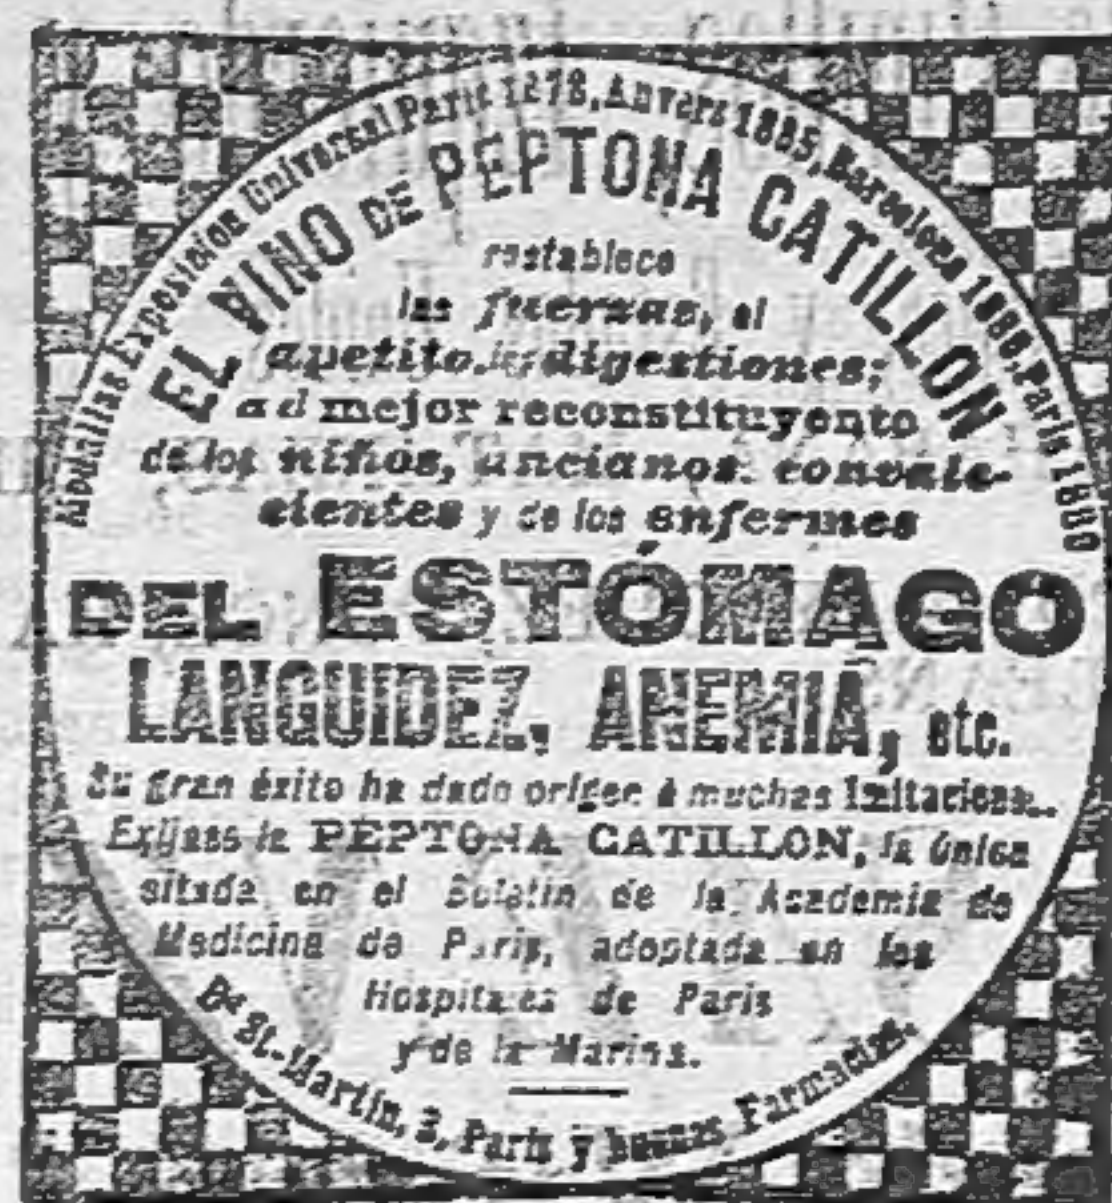 Medallas Exposicion Universal Paris 1878, Anvers 1885, Barcelona 1888, Paris 1889
EL VINO DE PEPTONA CATILLON
restablece
las fuerzas, el
apetito, las digestiones;
es el mejor reconstituyente
de los niños, ancianos, convale-
cientes y de los enfermos
DEL ESTÓMAGO
LANGUIDEZ, ANEMIA, etc.
Su gran éxito ha dado origen á muchas Imitaciones.
Exíjase la PEPTONA CATILLON, la única
citada en el Boletin de la Academia de
Medicina de Paris, adoptada en los
Hospitales de Paris
y de la Marina.
Bd St.-Martin, 3, Paris y buenas Farmacias.